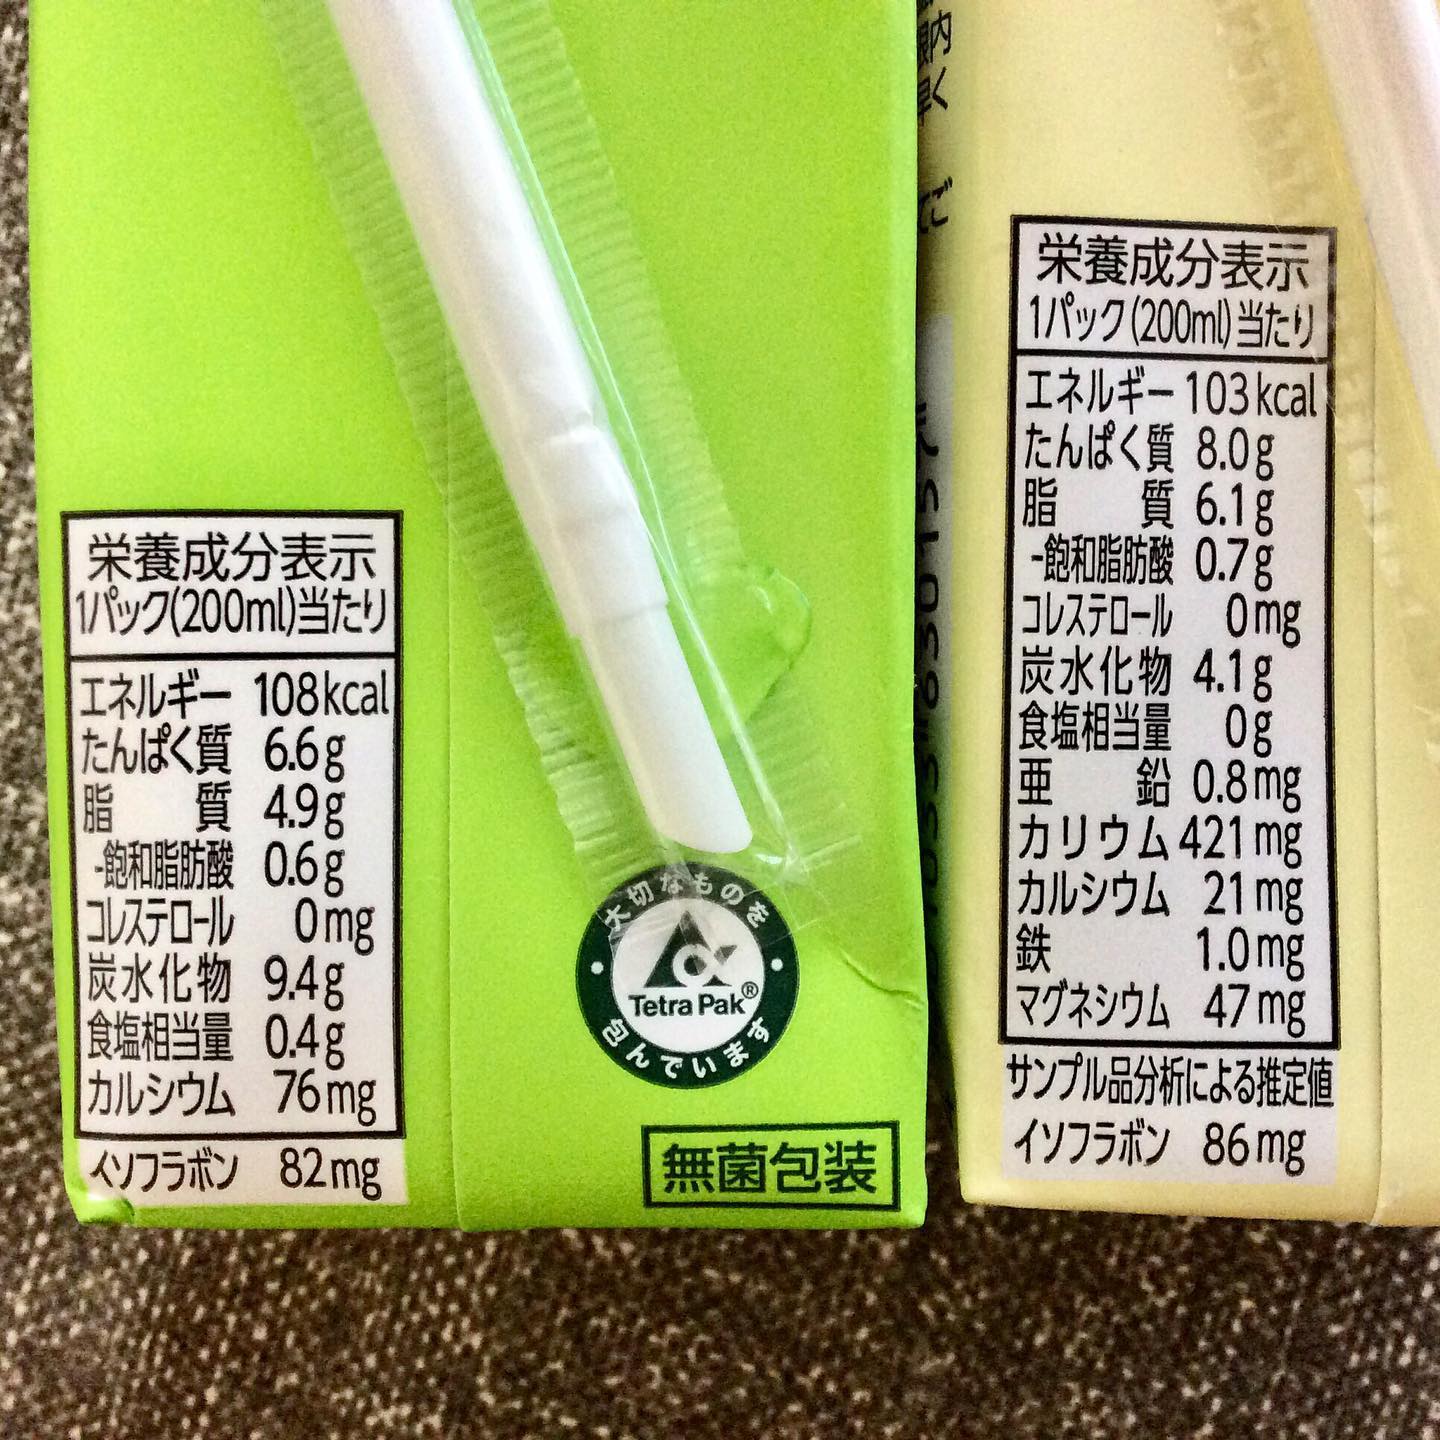 栄養成分表示
1パック(200ml)当たり
エネルギー 108kcal
たんぱく質 6.6g
脂質 4.9g
-飽和脂肪酸 0.6g
コレステロール 0mg
炭水化物 9.4g
食塩相当量 0.4g
カルシウム 76mg
イソフラボン 82mg
大切なものを
Tetra Pak®
包んでいます
無菌包装
内
早く
ご
栄養成分表示
1パック(200ml)当たり
エネルギー 103kcal
たんぱく質 8.0g
脂質 6.1g
-飽和脂肪酸 0.7g
コレステロール 0mg
炭水化物 4.1g
食塩相当量 0g
亜鉛 0.8mg
カリウム 421mg
カルシウム 21mg
鉄 1.0mg
マグネシウム 47mg
サンプル品分析による推定値
イソフラボン 86mg